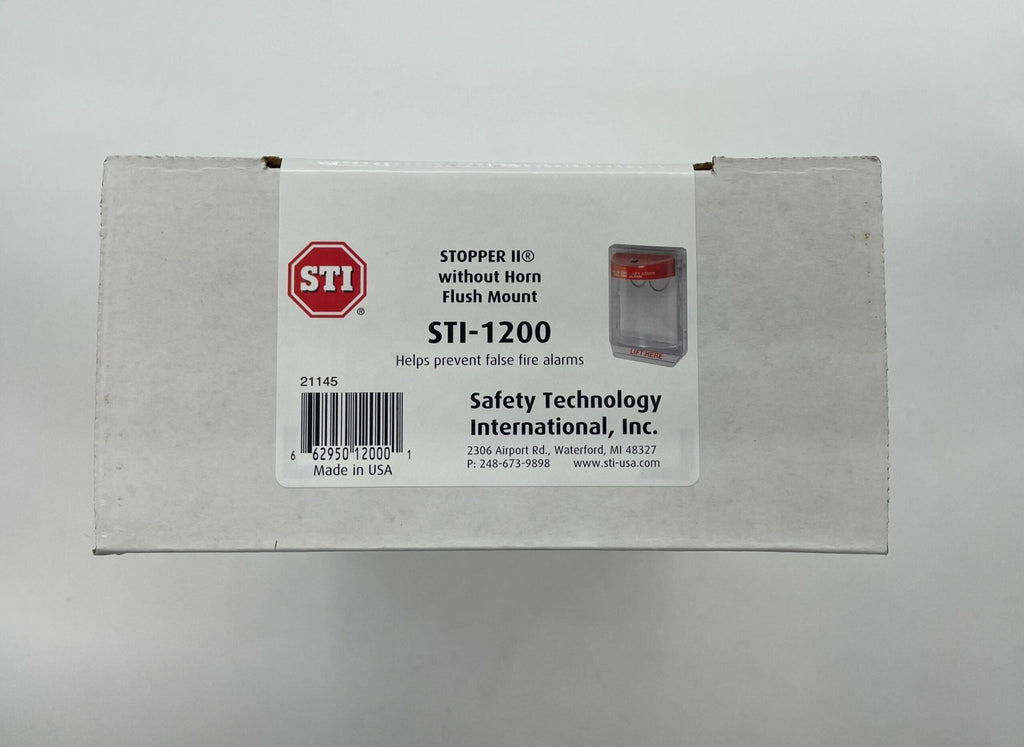 STI
®
STOPPER II®
without Horn
Flush Mount
STI-1200
Helps prevent false fire alarms
LIFT HERE
21145
6 62950 12000 1
Made in USA
Safety Technology
International, Inc.
2306 Airport Rd., Waterford, MI 48327
P: 248-673-9898 www.sti-usa.com